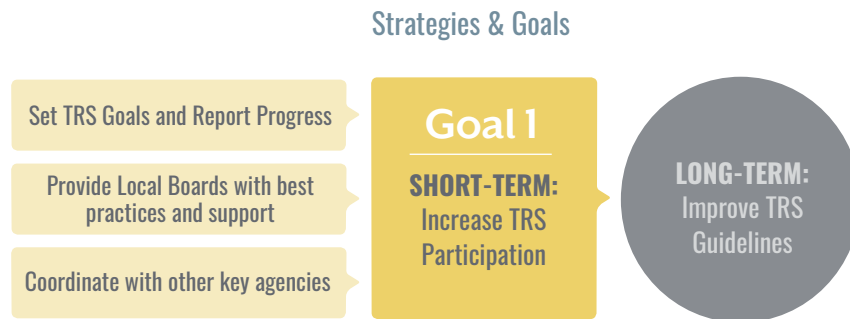 Strategies & Goals
Set TRS Goals and Report Progress
Provide Local Boards with best
practices and support
Coordinate with other key agencies
Goal 1
SHORT-TERM:
Increase TRS
Participation
LONG-TERM:
Improve TRS
Guidelines